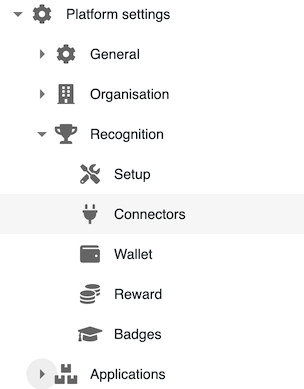 Platform settings
General
Organisation
Recognition
Setup
Connectors
Wallet
Reward
Badges
Applications